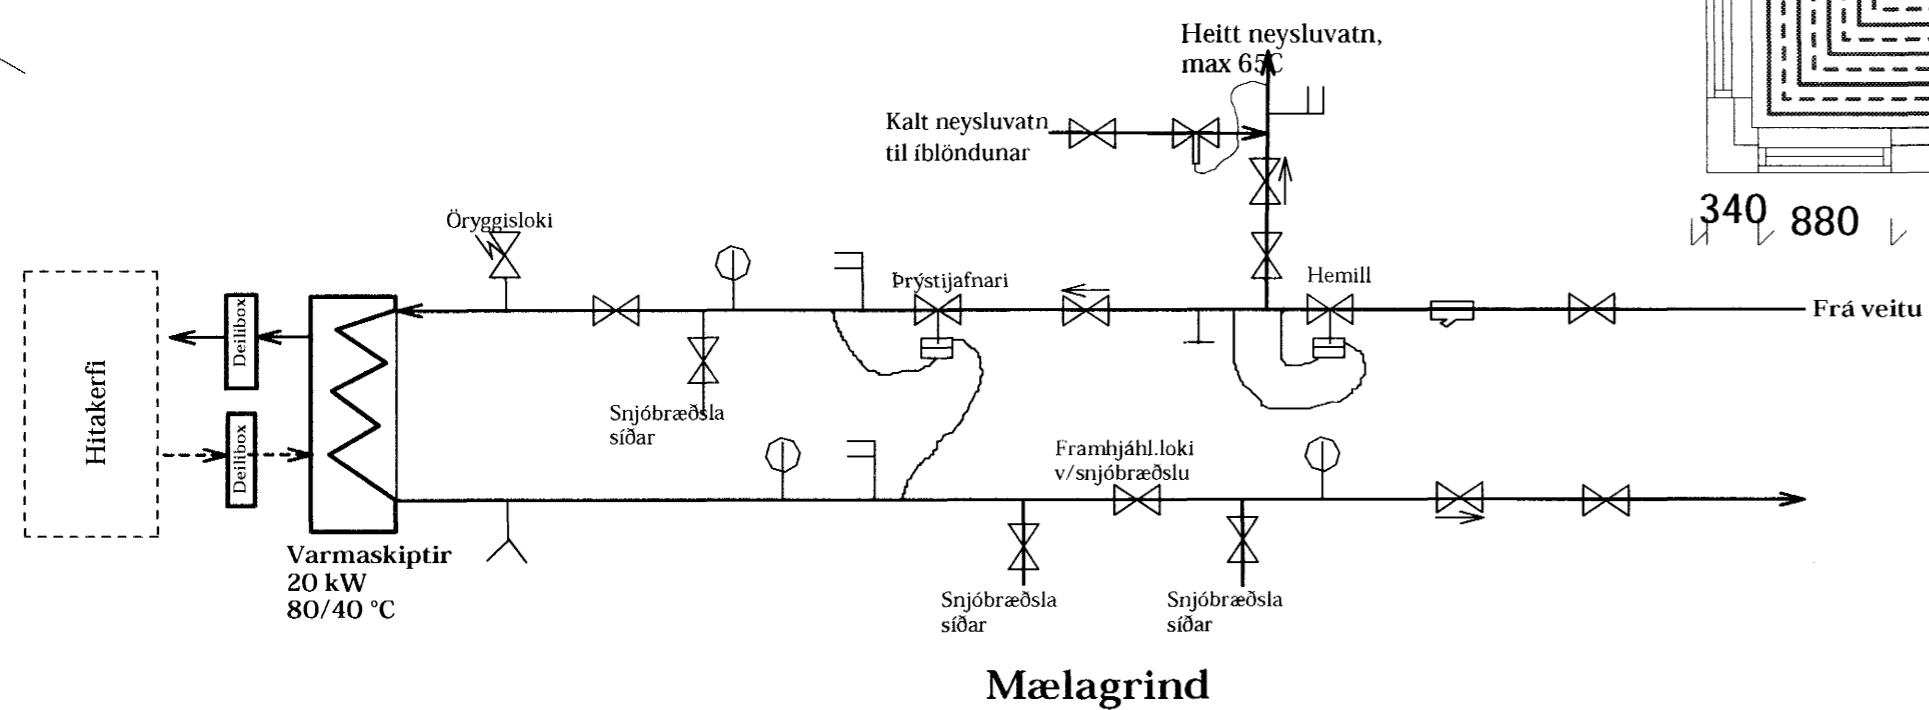 Heitt neysluvatn,
max 65C
Kalt neysluvatn
til íblöndunar
340
880
Öryggisloki
Þrýstijafnari
Hemill
Frá veitu
Deilibox
Hitakerfi
Deilibox
Snjóbræðsla
síðar
Framhjáhl.loki
v/snjóbræðslu
Varmaskiptir
20 kW
80/40 °C
Snjóbræðsla
síðar
Snjóbræðsla
síðar
Mælagrind